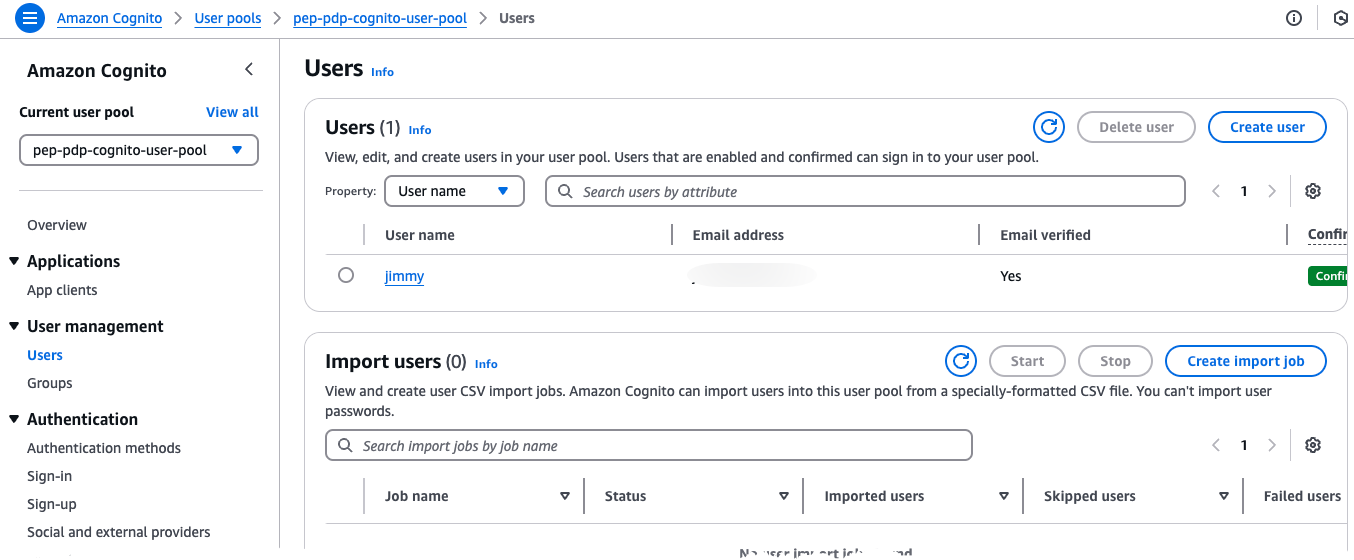 Amazon Cognito > User pools > pep-pdp-cognito-user-pool > Users
Amazon Cognito
Current user pool View all
pep-pdp-cognito-user-pool
Overview
Applications
App clients
User management
Users
Groups
Authentication
Authentication methods
Sign-in
Sign-up
Social and external providers
Users Info
Users (1) Info
Delete user
Create user
View, edit, and create users in your user pool. Users that are enabled and confirmed can sign in to your user pool.
Property: User name Search users by attribute 1
User name Email address Email verified
jimmy Yes
Import users (0) Info
Start
Stop
Create import job
View and create user CSV import jobs. Amazon Cognito can import users into this user pool from a specially-formatted CSV file. You can't import user
passwords.
Search import jobs by job name 1
Job name Status Imported users Skipped users Failed users